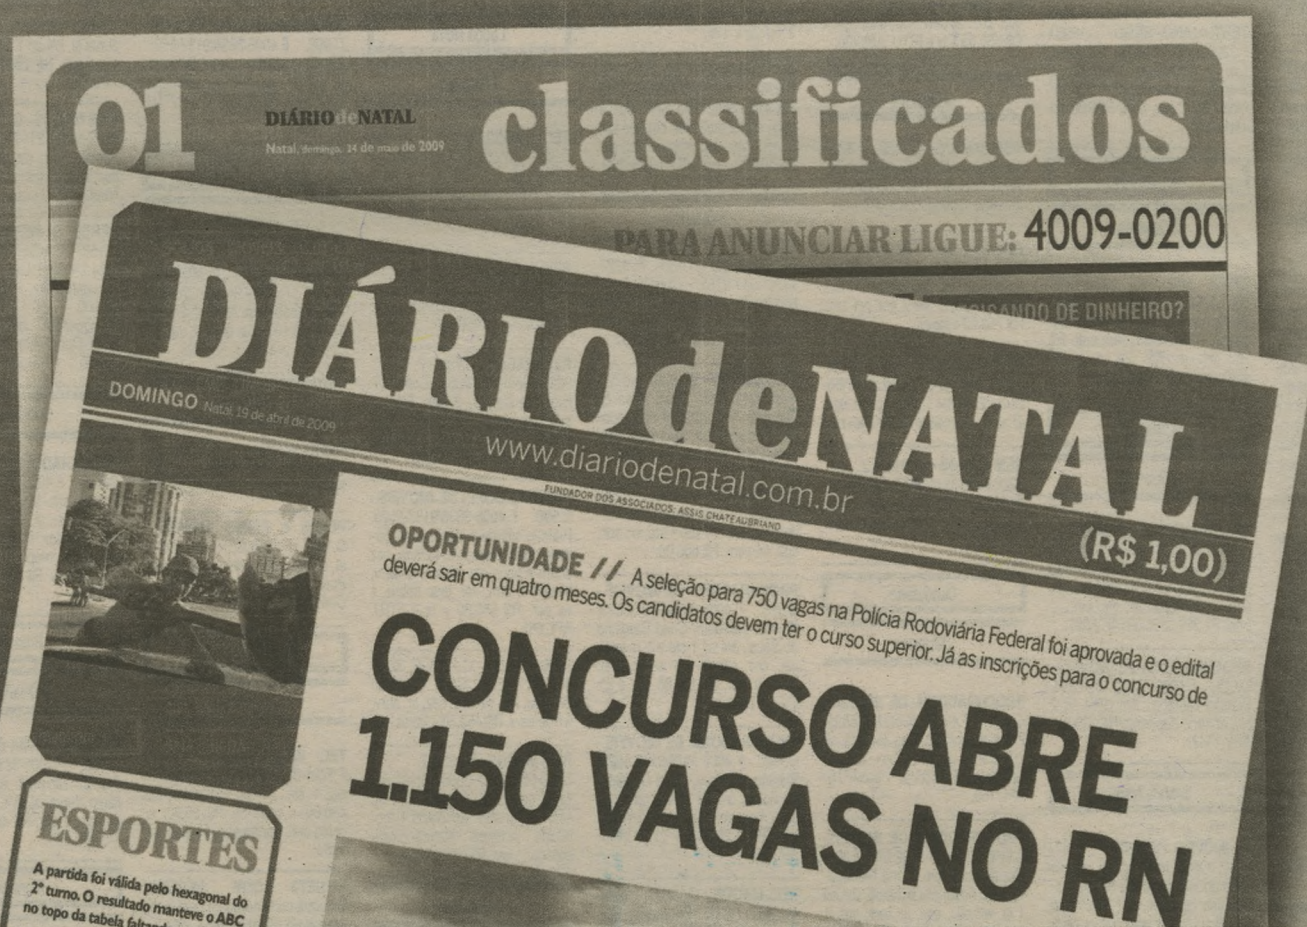 01
DIÁRIOdeNATAL
Natal, domingo, 14 de maio de 2009
classificados
PARA ANUNCIAR LIGUE: 4009-0200
ANDO DE DINHEIRO?
DIÁRIOdeNATAL
DOMINGO Natal, 19 de abril de 2009
www.diariodenatal.com.br
FUNDADOR DOS ASSOCIADOS: ASSIS CHATEAUBRIAND
(R$ 1,00)
OPORTUNIDADE // A seleção para 750 vagas na Polícia Rodoviária Federal foi aprovada e o edital
deverá sair em quatro meses. Os candidatos devem ter o curso superior. Já as inscrições para o concurso de
CONCURSO ABRE
1.150 VAGAS NO RN
ESPORTES
A partida foi válida pelo hexagonal do
2º turno. O resultado manteve o ABC
no topo da tabela